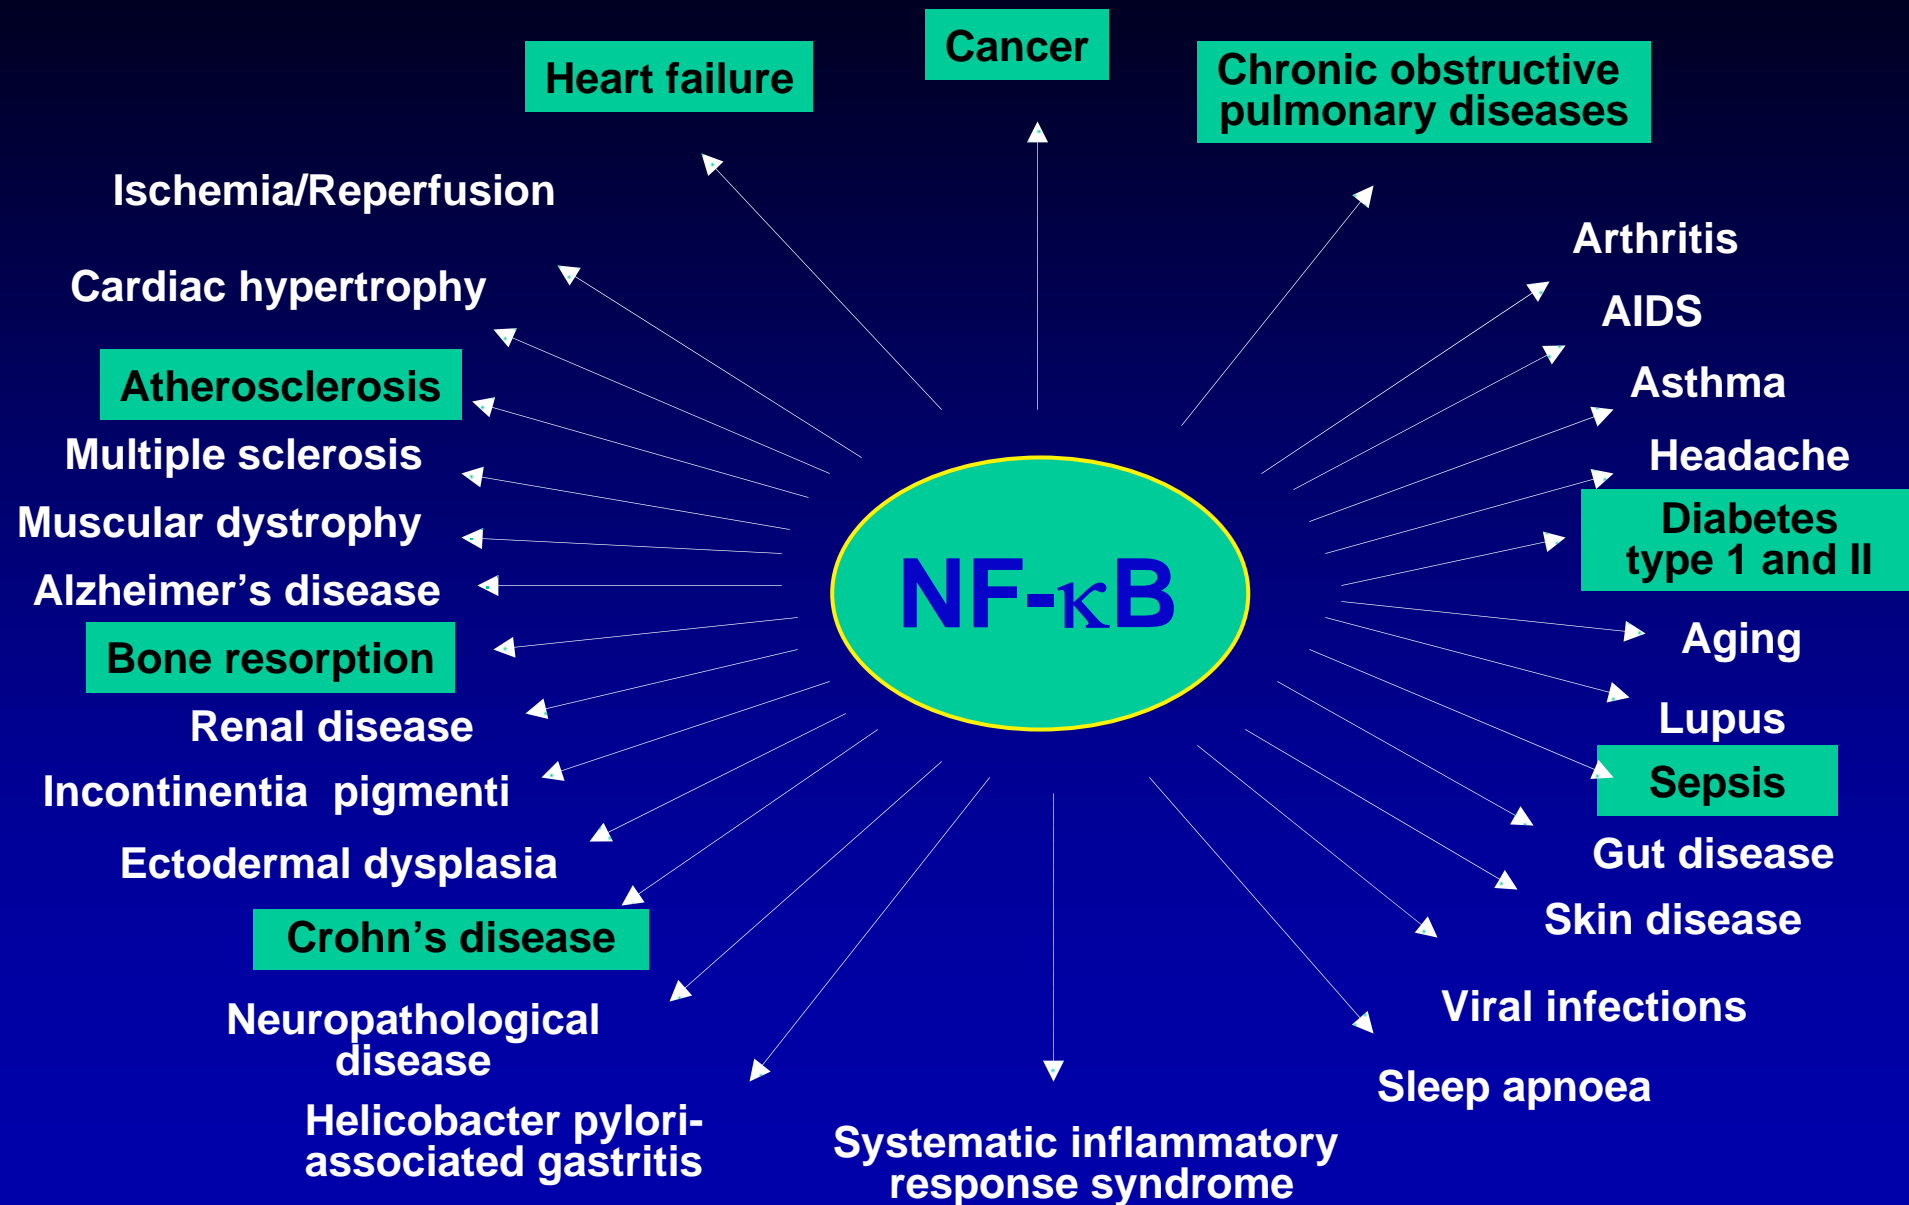 Cancer
Heart failure
Chronic obstructive
pulmonary diseases
Ischemia/Reperfusion
Arthritis
Cardiac hypertrophy
AIDS
Atherosclerosis
Asthma
Multiple sclerosis
Headache
Muscular dystrophy
Diabetes
type 1 and II
NF-κB
Alzheimer’s disease
Aging
Bone resorption
Renal disease
Lupus
Incontinentia  pigmenti
Sepsis
Ectodermal dysplasia
Gut disease
Crohn’s disease
Skin disease
Neuropathological
disease
Viral infections
Sleep apnoea
Helicobacter pylori-
associated gastritis
Systematic inflammatory
response syndrome